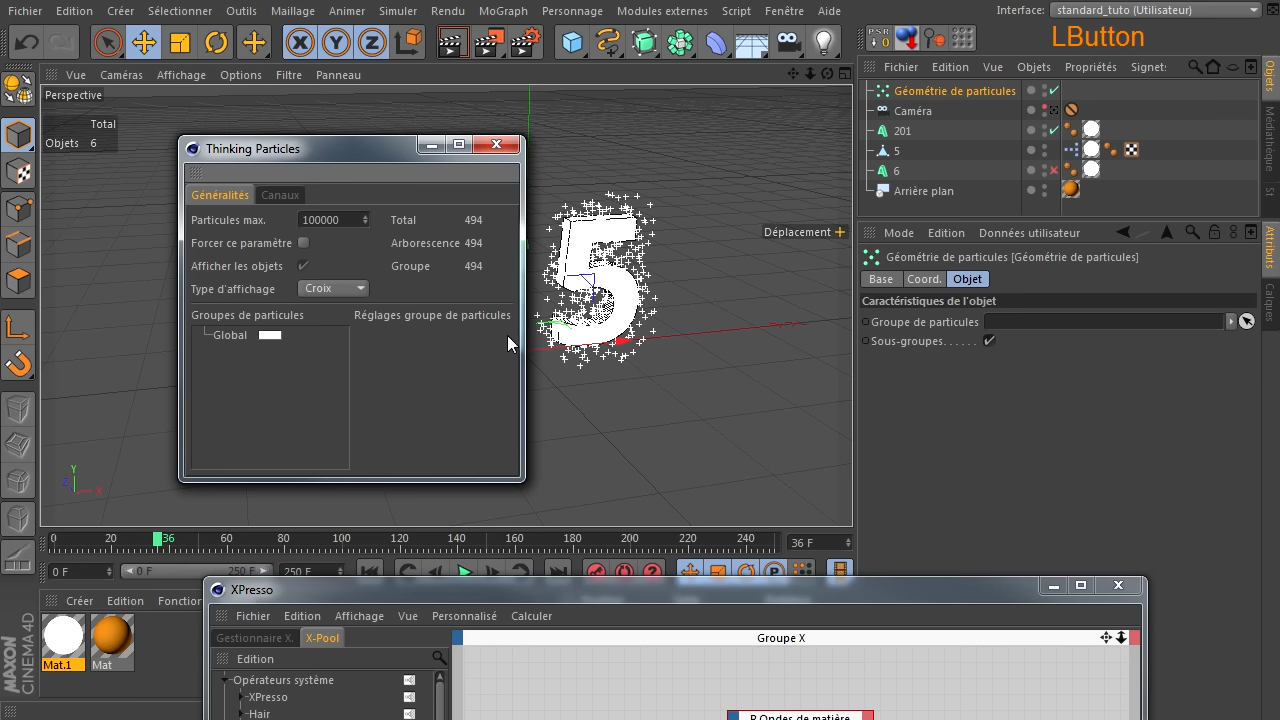 Fichier Edition Créer Sélectionner Outils Maillage Animer Simuler Rendu MoGraph Personnage Modules externes Script Fenêtre Aide
Interface: standard_tuto (Utilisateur)
LButton
PSR
0
X Y Z
Vue Caméras Affichage Options Filtre Panneau
Perspective
Total
Objets 6
Thinking Particles
Généralités Canaux
Particules max. 100000 Total 494
Forcer ce paramètre Arborescence 494
Afficher les objets Groupe 494
Type d'affichage Croix
Groupes de particules Réglages groupe de particules
Global
5
Déplacement +
Y
Z
X
Fichier Edition Vue Objets Propriétés Signets
Géométrie de particules
Caméra
201
5
6
Arrière plan
Objets
Médiathèque
St
Mode Edition Données utilisateur
Géométrie de particules [Géométrie de particules]
Base Coord. Objet
Caractéristiques de l'objet
Groupe de particules
Sous-groupes. . . . . .
Attributs
Calques
0 20 36 60 80 100 120 140 160 180 200 220 240
36 F
0 F 0 F 250 F 250 F
P
Créer Edition Fonction
Mat.1 Mat
MAXON
CINEMA 4D
XPresso
Fichier Edition Affichage Vue Personnalisé Calculer
Gestionnaire X. X-Pool
Groupe X
Edition
Opérateurs système
XPresso
Hair
P Ondes de matière